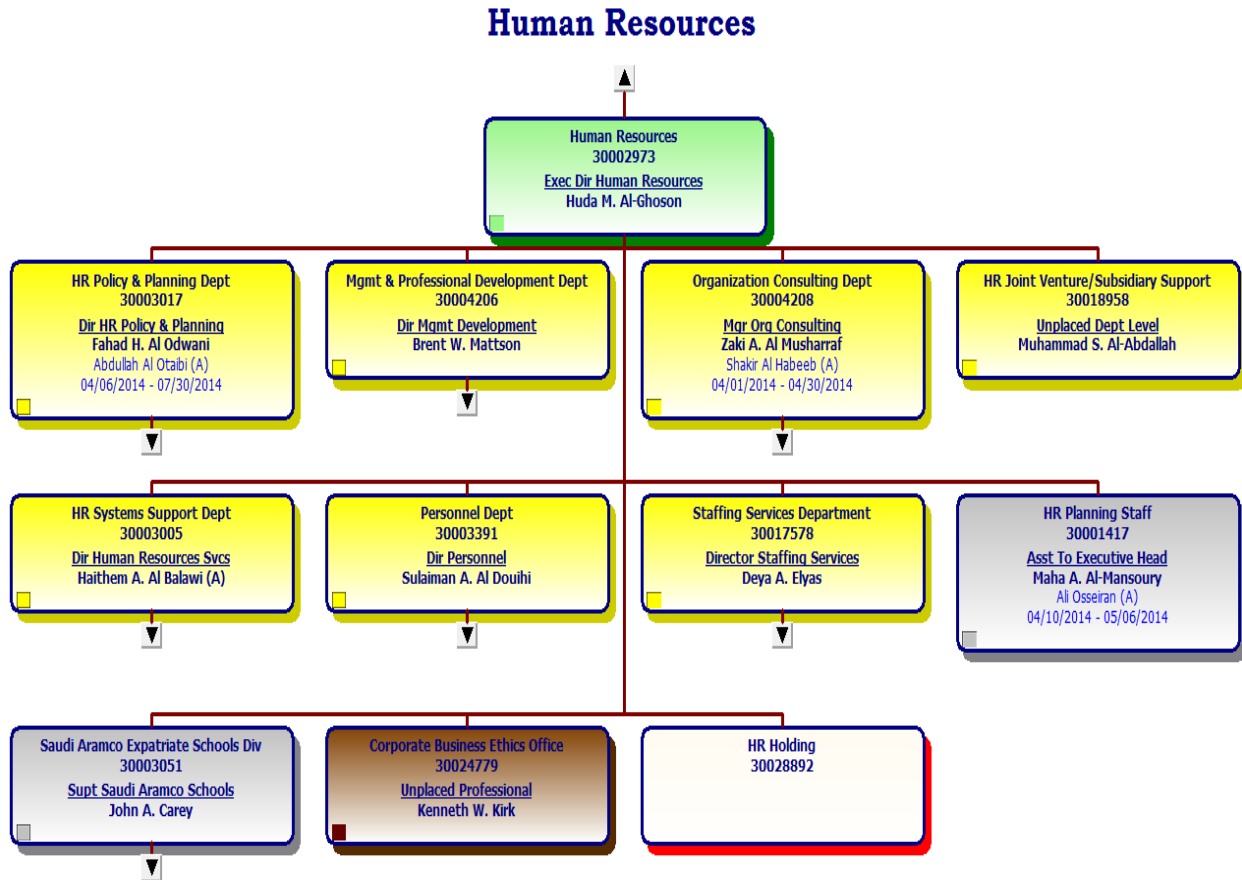 Human Resources
Human Resources
30002973
Exec Dir Human Resources
Huda M. Al-Ghoson
HR Policy & Planning Dept
30003017
Dir HR Policy & Planning
Fahad H. Al Odwani
Abdullah Al Otaibi (A)
04/06/2014 - 07/30/2014
Mgmt & Professional Development Dept
30004206
Dir Mgmt Development
Brent W. Mattson
Organization Consulting Dept
30004208
Mgr Org Consulting
Zaki A. Al Musharraf
Shakir Al Habeeb (A)
04/01/2014 - 04/30/2014
HR Joint Venture/Subsidiary Support
30018958
Unplaced Dept Level
Muhammad S. Al-Abdallah
HR Systems Support Dept
30003005
Dir Human Resources Svcs
Haithem A. Al Balawi (A)
Personnel Dept
30003391
Dir Personnel
Sulaiman A. Al Douihi
Staffing Services Department
30017578
Director Staffing Services
Deya A. Elyas
HR Planning Staff
30001417
Asst To Executive Head
Maha A. Al-Mansoury
Ali Osseiran (A)
04/10/2014 - 05/06/2014
Saudi Aramco Expatriate Schools Div
30003051
Supt Saudi Aramco Schools
John A. Carey
Corporate Business Ethics Office
30024779
Unplaced Professional
Kenneth W. Kirk
HR Holding
30028892